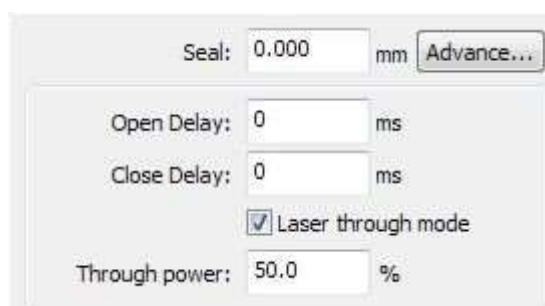 Seal: 0.000 mm Advance...
Open Delay: 0 ms
Close Delay: 0 ms
Laser through mode
Through power: 50.0 %